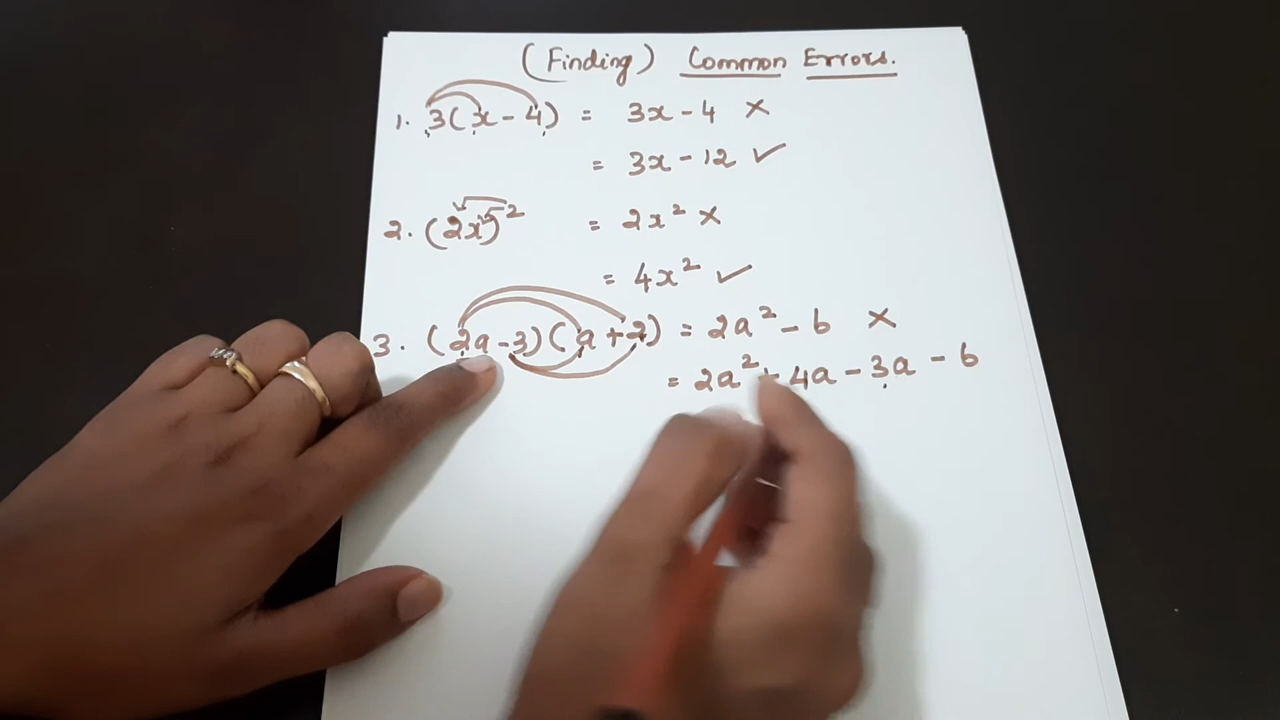 (Finding) Common Errors.
1. 3(x - 4) = 3x - 4 ×
= 3x - 12 ✓
2. (2x)² = 2x² ×
= 4x² ✓
3. (2a - 3)(a + 2) = 2a² - 6 ×
= 2a² + 4a - 3a - 6